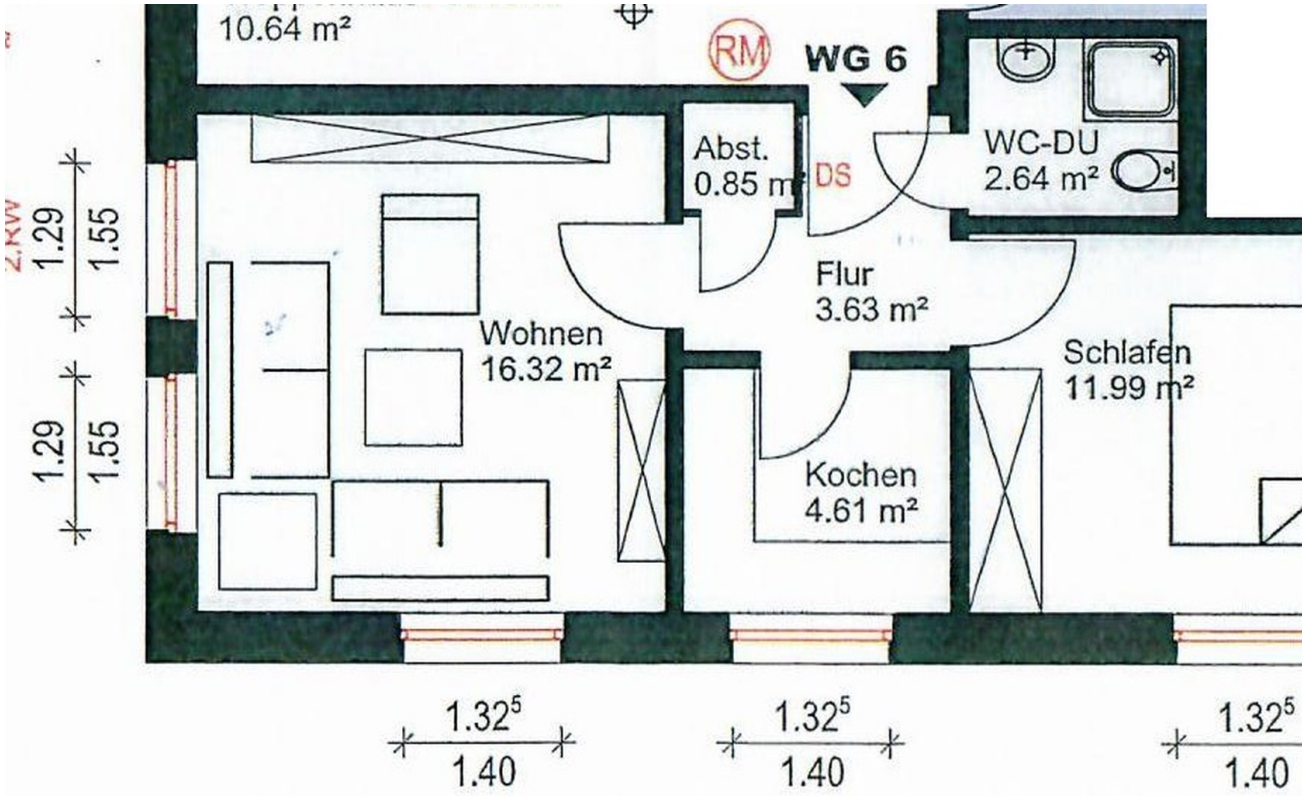 10.64 m²
RM
WG 6
Abst.
0.85 m²
DS
WC-DU
2.64 m²
2.RW
1.29
1.55
Flur
3.63 m²
Wohnen
16.32 m²
Schlafen
11.99 m²
1.29
1.55
Kochen
4.61 m²
1.32⁵
1.40
1.32⁵
1.40
1.32⁵
1.40